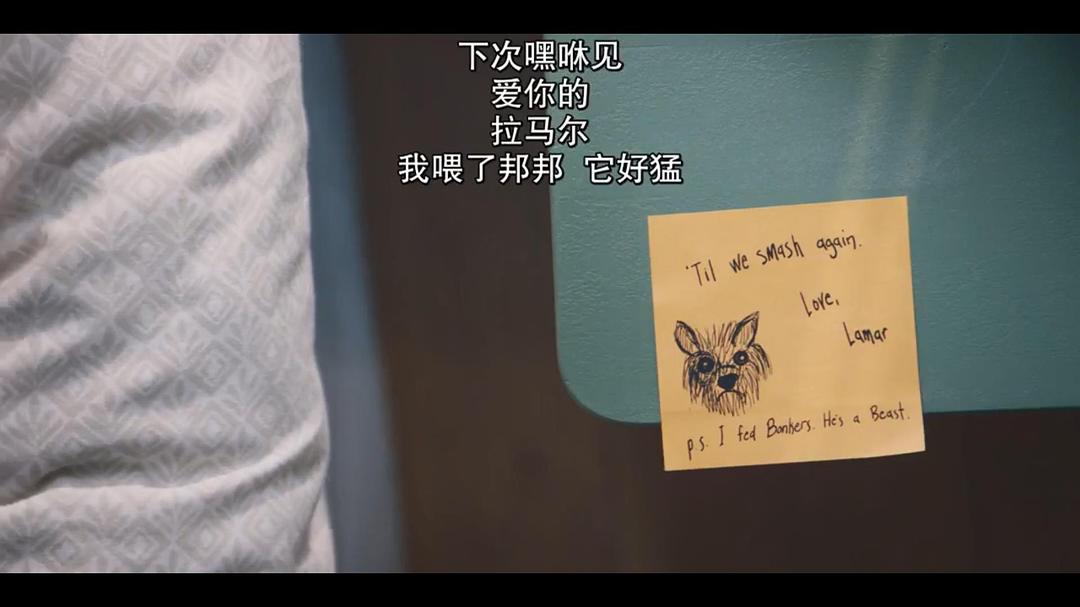 下次嘿咻见
爱你的
拉马尔
我喂了邦邦 它好猛
'Til we smash again.
Love,
Lamar
p.s. I fed Bonkers. He's a Beast.